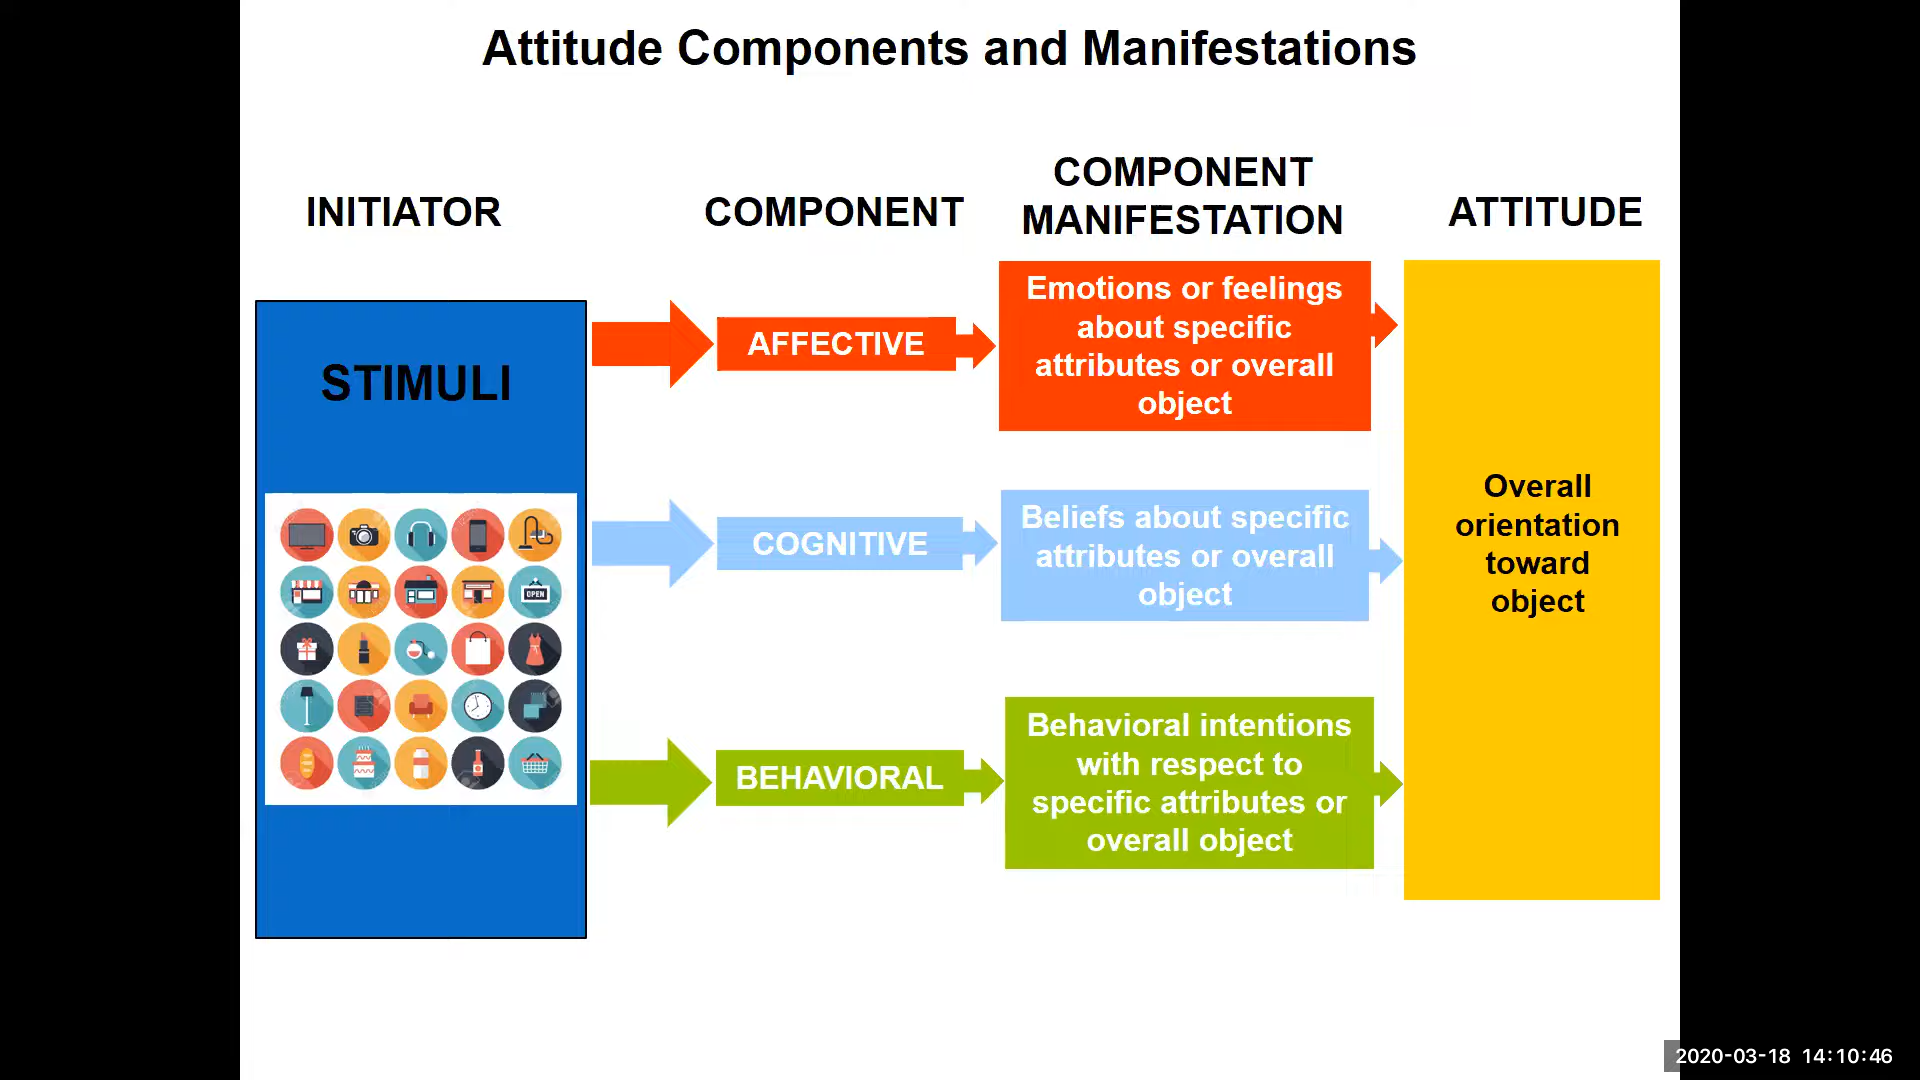 Attitude Components and Manifestations
INITIATOR
COMPONENT
COMPONENT
MANIFESTATION
ATTITUDE
STIMULI
OPEN
AFFECTIVE
Emotions or feelings
about specific
attributes or overall
object
COGNITIVE
Beliefs about specific
attributes or overall
object
BEHAVIORAL
Behavioral intentions
with respect to
specific attributes or
overall object
Overall
orientation
toward
object
2020-03-18 14:10:46